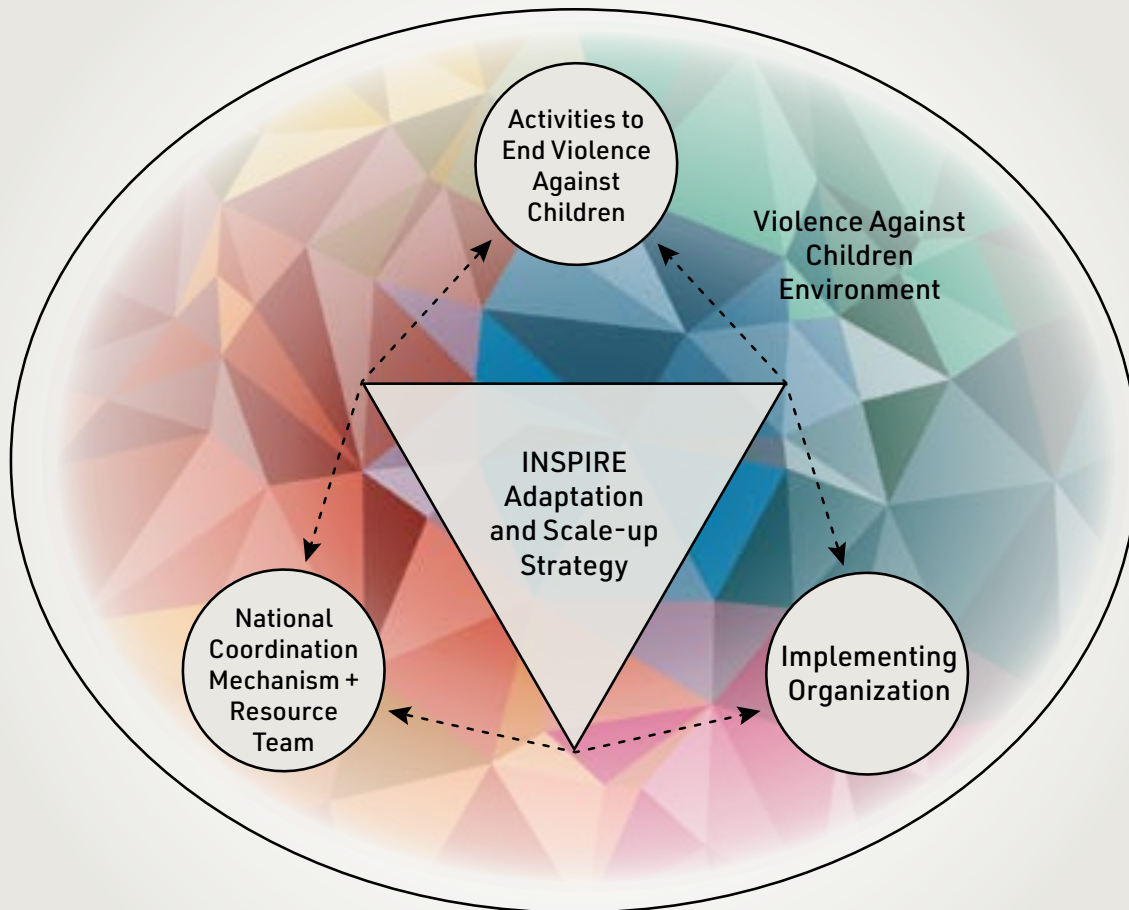 Activities to
End Violence
Against
Children
Violence Against
Children
Environment
INSPIRE
Adaptation
and Scale-up
Strategy
National
Coordination
Mechanism +
Resource
Team
Implementing
Organization